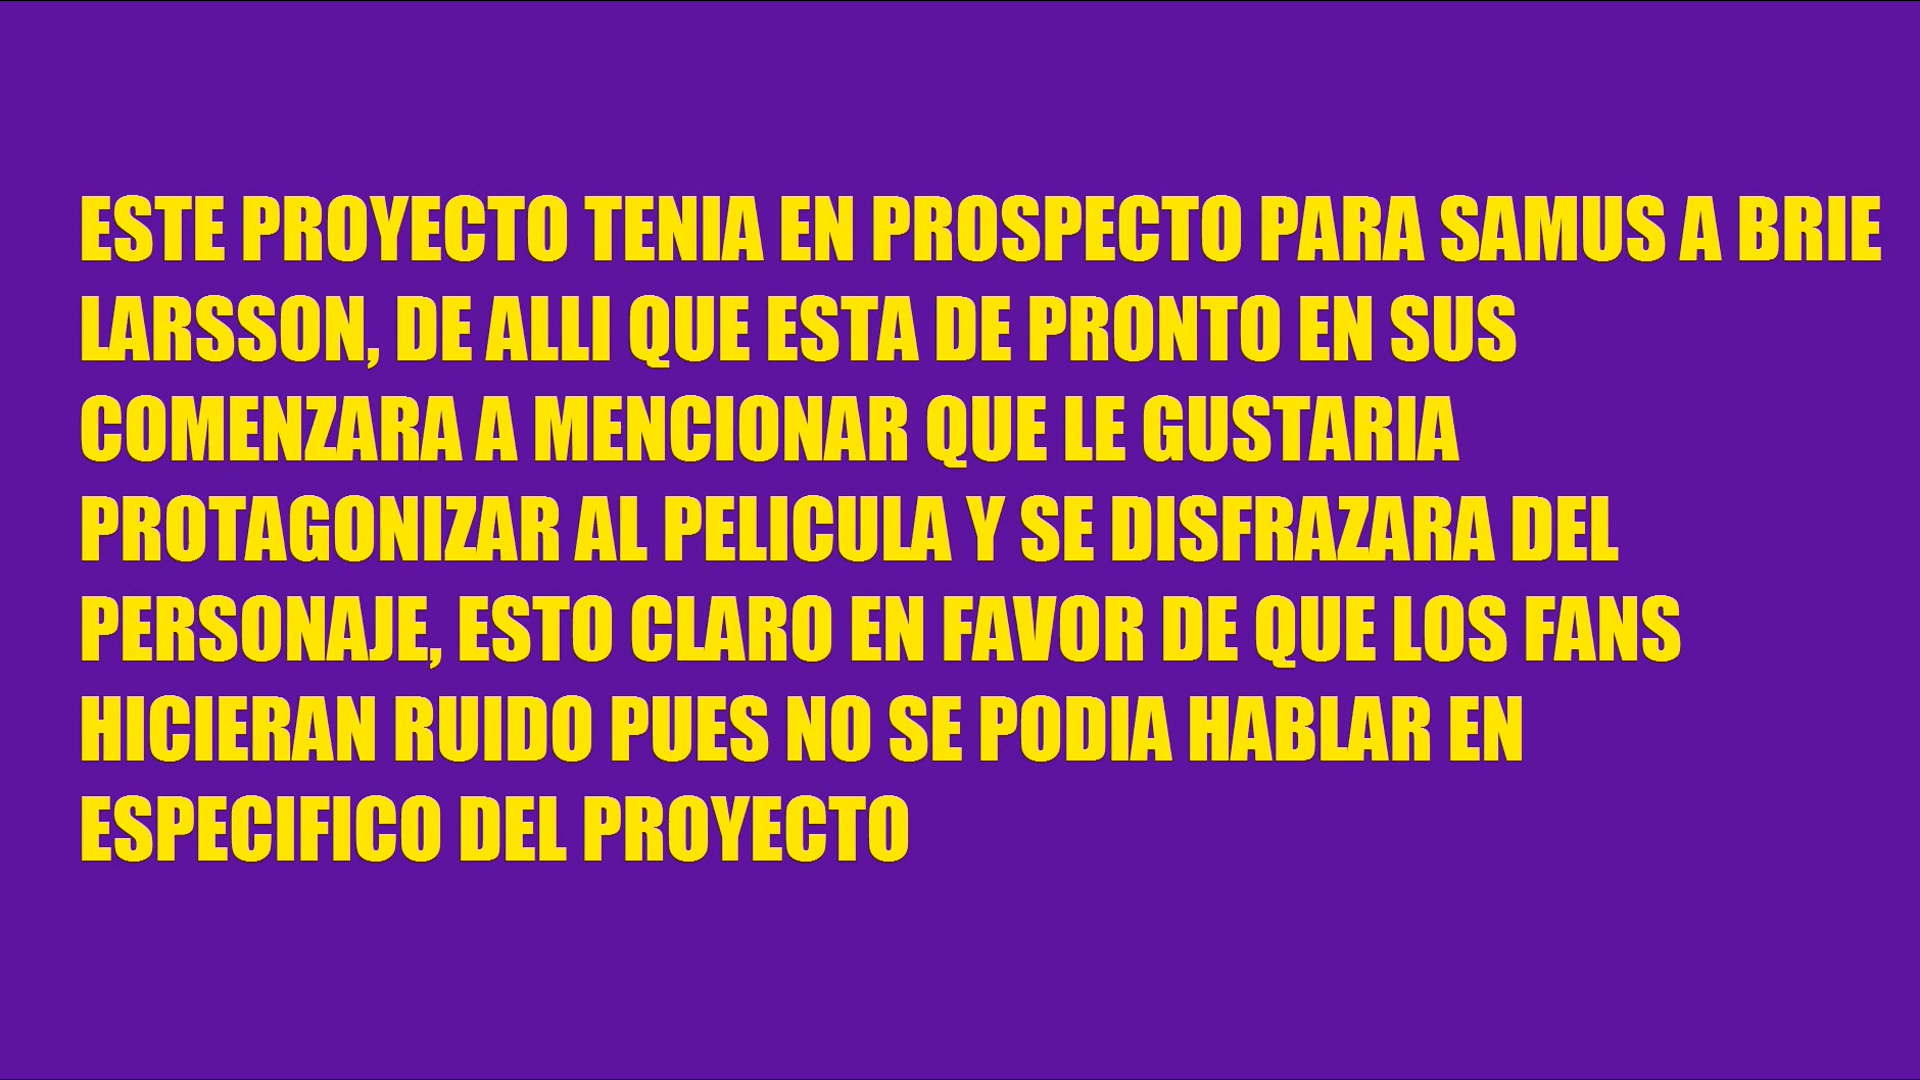 ESTE PROYECTO TENIA EN PROSPECTO PARA SAMUS A BRIE
LARSSON, DE ALLI QUE ESTA DE PRONTO EN SUS
COMENZARA A MENCIONAR QUE LE GUSTARIA
PROTAGONIZAR AL PELICULA Y SE DISFRAZARA DEL
PERSONAJE, ESTO CLARO EN FAVOR DE QUE LOS FANS
HICIERAN RUIDO PUES NO SE PODIA HABLAR EN
ESPECIFICO DEL PROYECTO